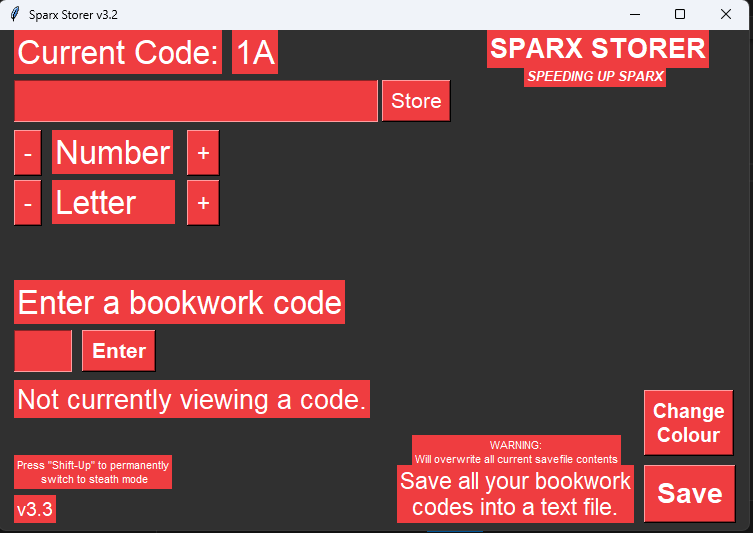 Sparx Storer v3.2
Current Code: 1A
SPARX STORER
SPEEDING UP SPARX
Store
- Number +
- Letter +
Enter a bookwork code
Enter
Not currently viewing a code.
Change
Colour
WARNING:
Will overwrite all current savefile contents
Press "Shift-Up" to permanently
switch to steath mode
Save all your bookwork
codes into a text file.
Save
v3.3